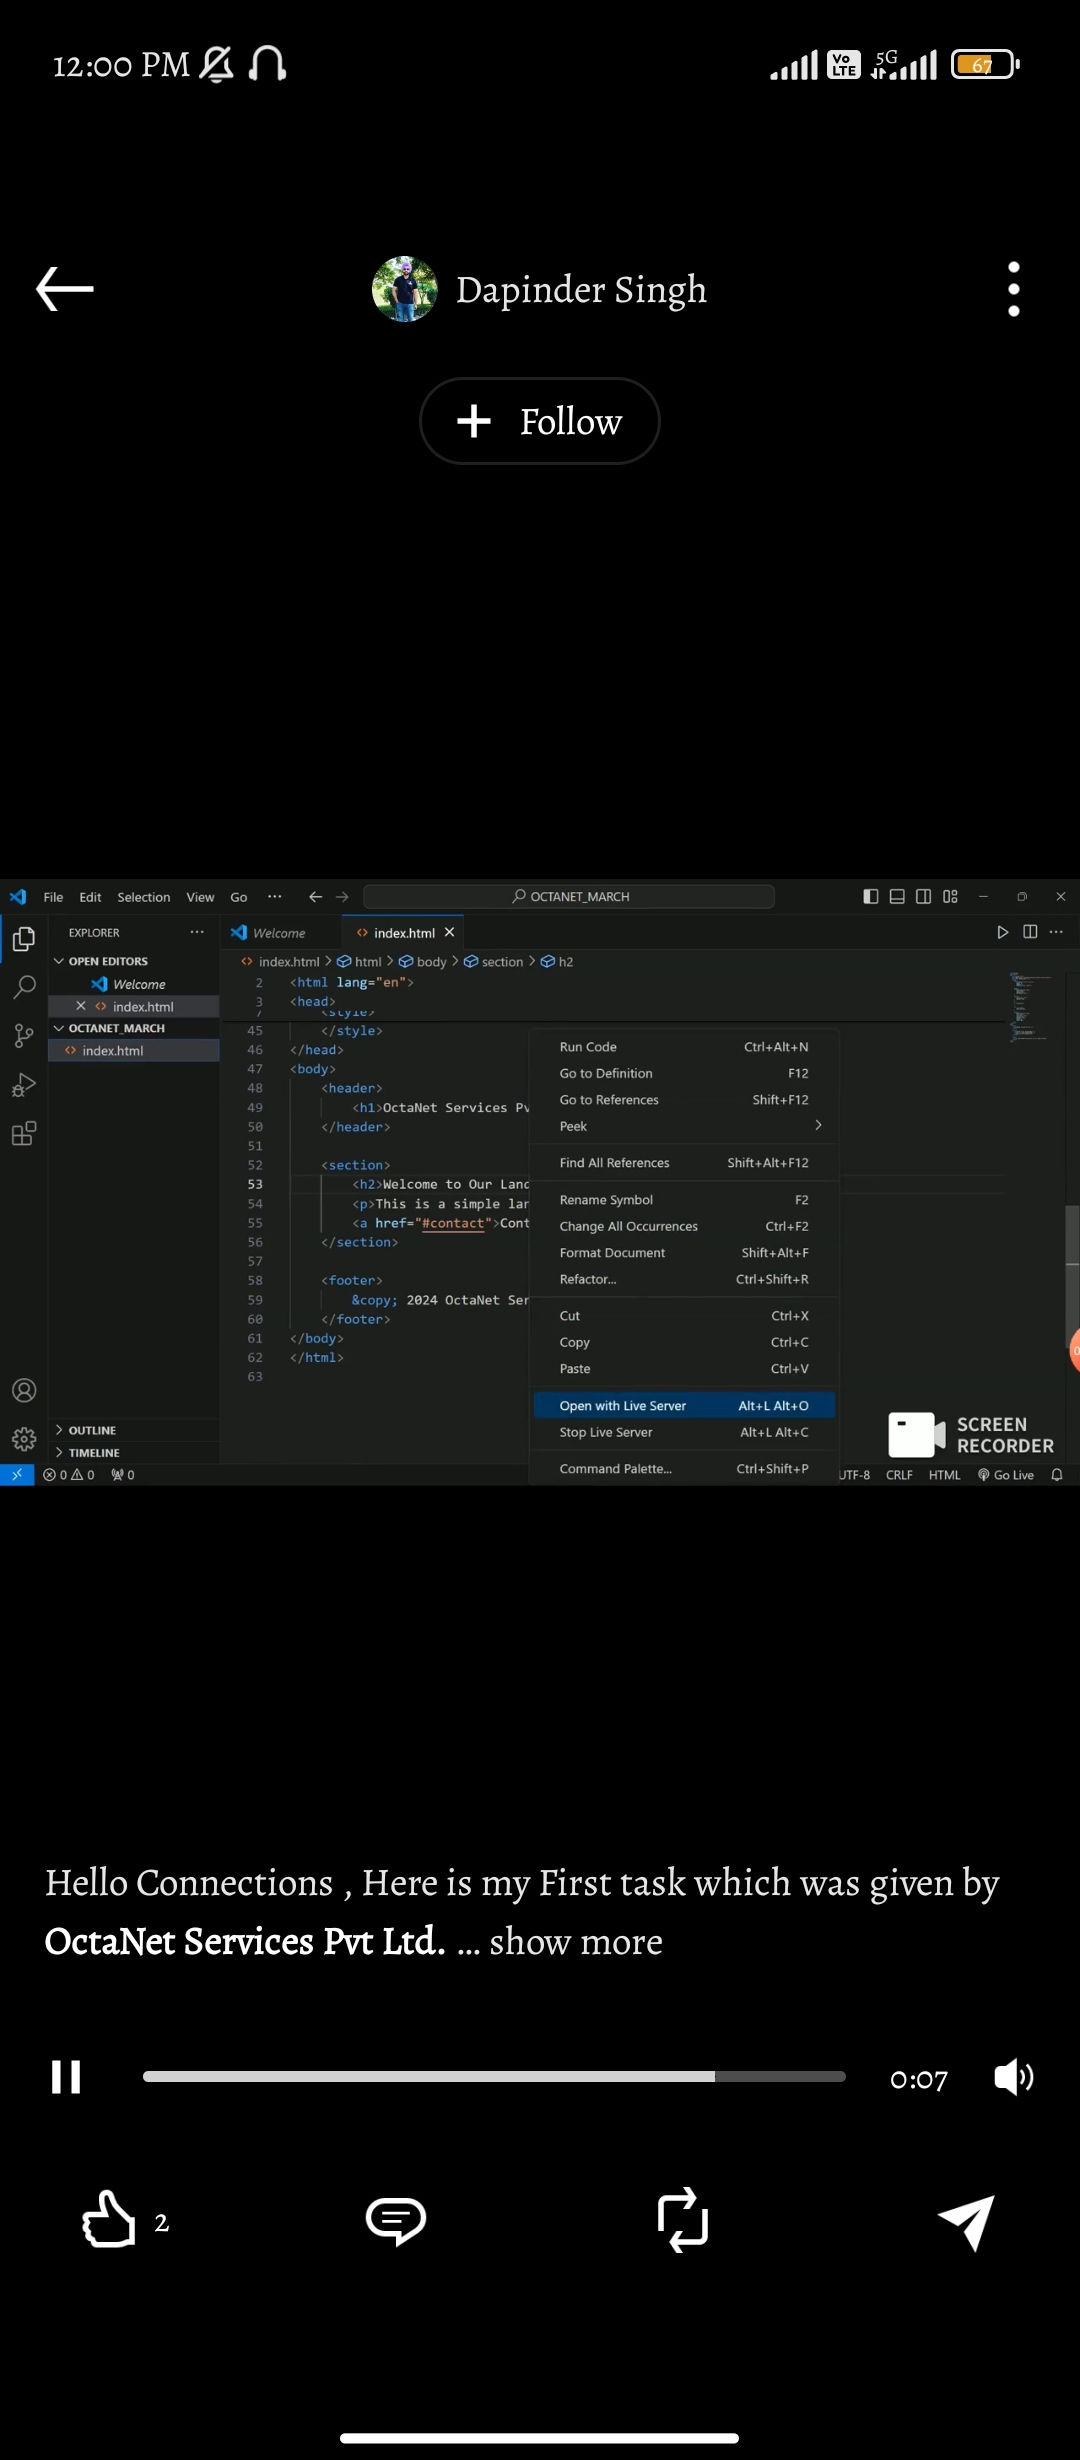 12:00 PM
Vo LTE 5G 67
Dapinder Singh
+ Follow
File Edit Selection View Go ... OCTANET_MARCH
EXPLORER ... Welcome <> index.html ×
OPEN EDITORS
Welcome
× <> index.html
OCTANET_MARCH
<> index.html
<> index.html > html > body > section > h2
2 <html lang="en">
3 <head>
7 <style>
45 </style>
46 </head>
47 <body>
48 <header>
49 <h1>OctaNet Services Pv
50 </header>
51
52 <section>
53 <h2>Welcome to Our Land
54 <p>This is a simple lan
55 <a href="#contact">Cont
56 </section>
57
58 <footer>
59 &copy; 2024 OctaNet Ser
60 </footer>
61 </body>
62 </html>
63
Run Code Ctrl+Alt+N
Go to Definition F12
Go to References Shift+F12
Peek >
Find All References Shift+Alt+F12
Rename Symbol F2
Change All Occurrences Ctrl+F2
Format Document Shift+Alt+F
Refactor... Ctrl+Shift+R
Cut Ctrl+X
Copy Ctrl+C
Paste Ctrl+V
Open with Live Server Alt+L Alt+O
Stop Live Server Alt+L Alt+C
Command Palette... Ctrl+Shift+P
OUTLINE
TIMELINE
SCREEN
RECORDER
0 0 0 UTF-8 CRLF HTML Go Live
Hello Connections , Here is my First task which was given by
OctaNet Services Pvt Ltd. ... show more
0:07
2